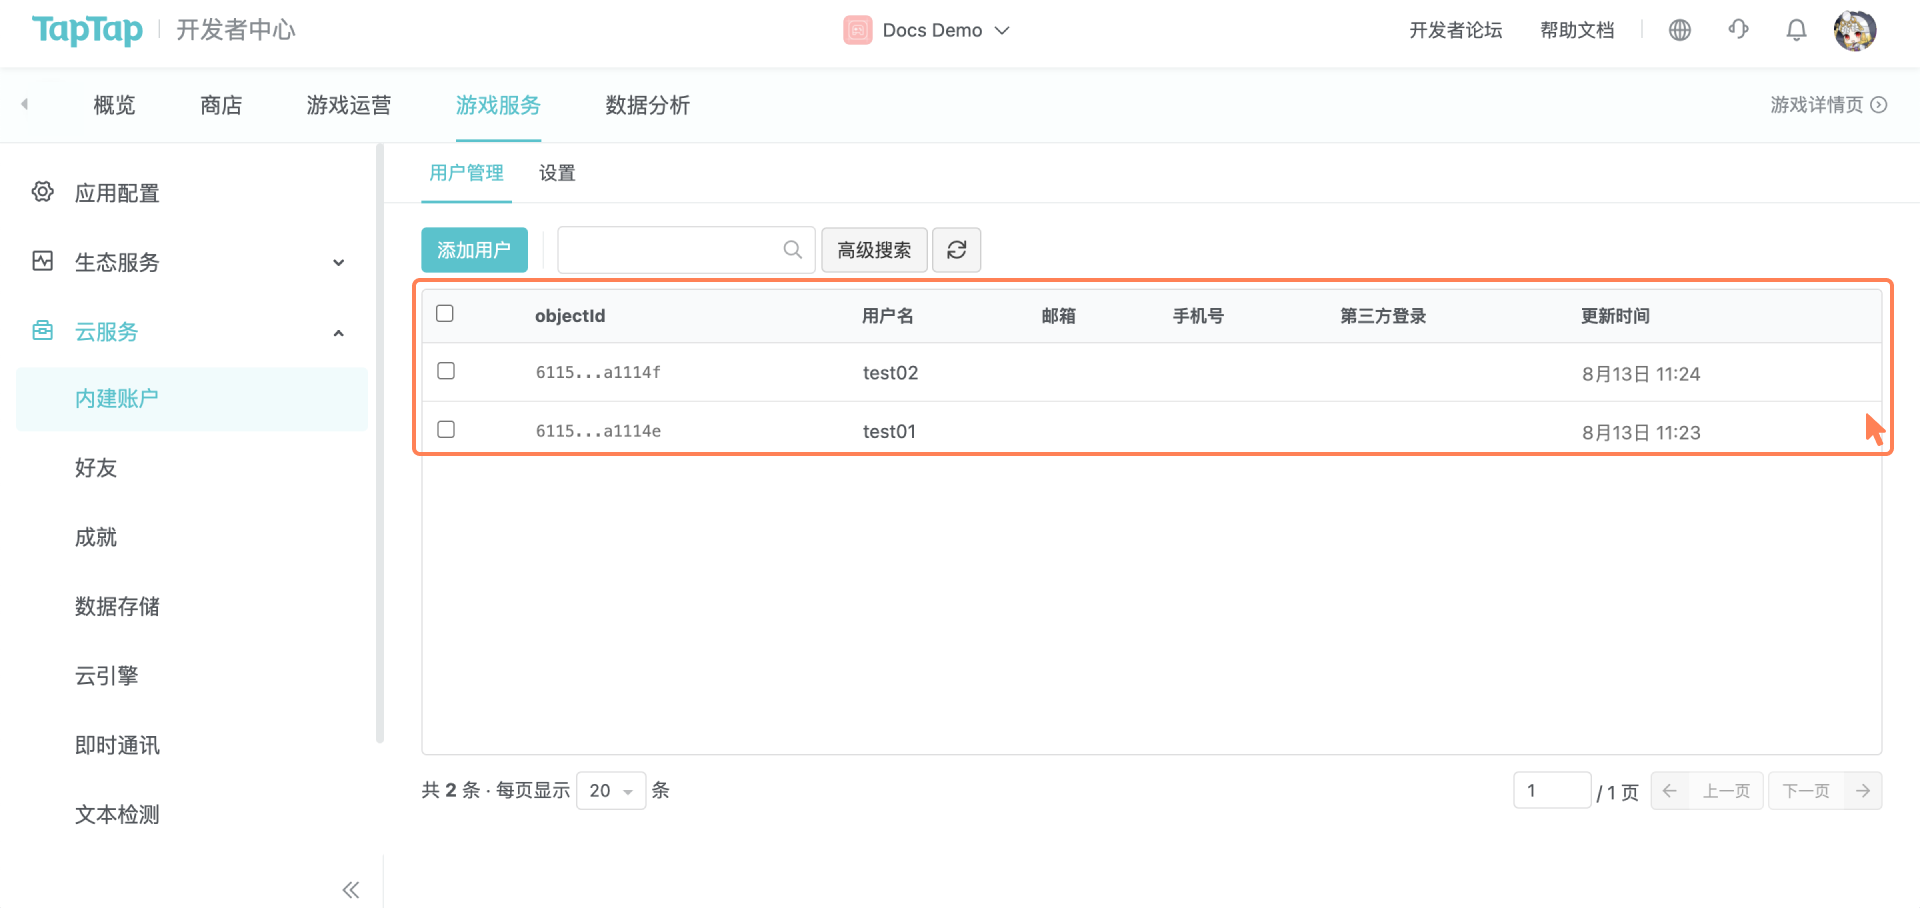 TapTap 开发者中心 Docs Demo 开发者论坛 帮助文档
概览 商店 游戏运营 游戏服务 数据分析 游戏详情页
应用配置
生态服务
云服务
内建账户
好友
成就
数据存储
云引擎
即时通讯
文本检测
用户管理 设置
添加用户 高级搜索
objectId 用户名 邮箱 手机号 第三方登录 更新时间
6115...a1114f test02 8月13日 11:24
6115...a1114e test01 8月13日 11:23
共 2 条 · 每页显示 20 条 1 / 1 页 上一页 下一页